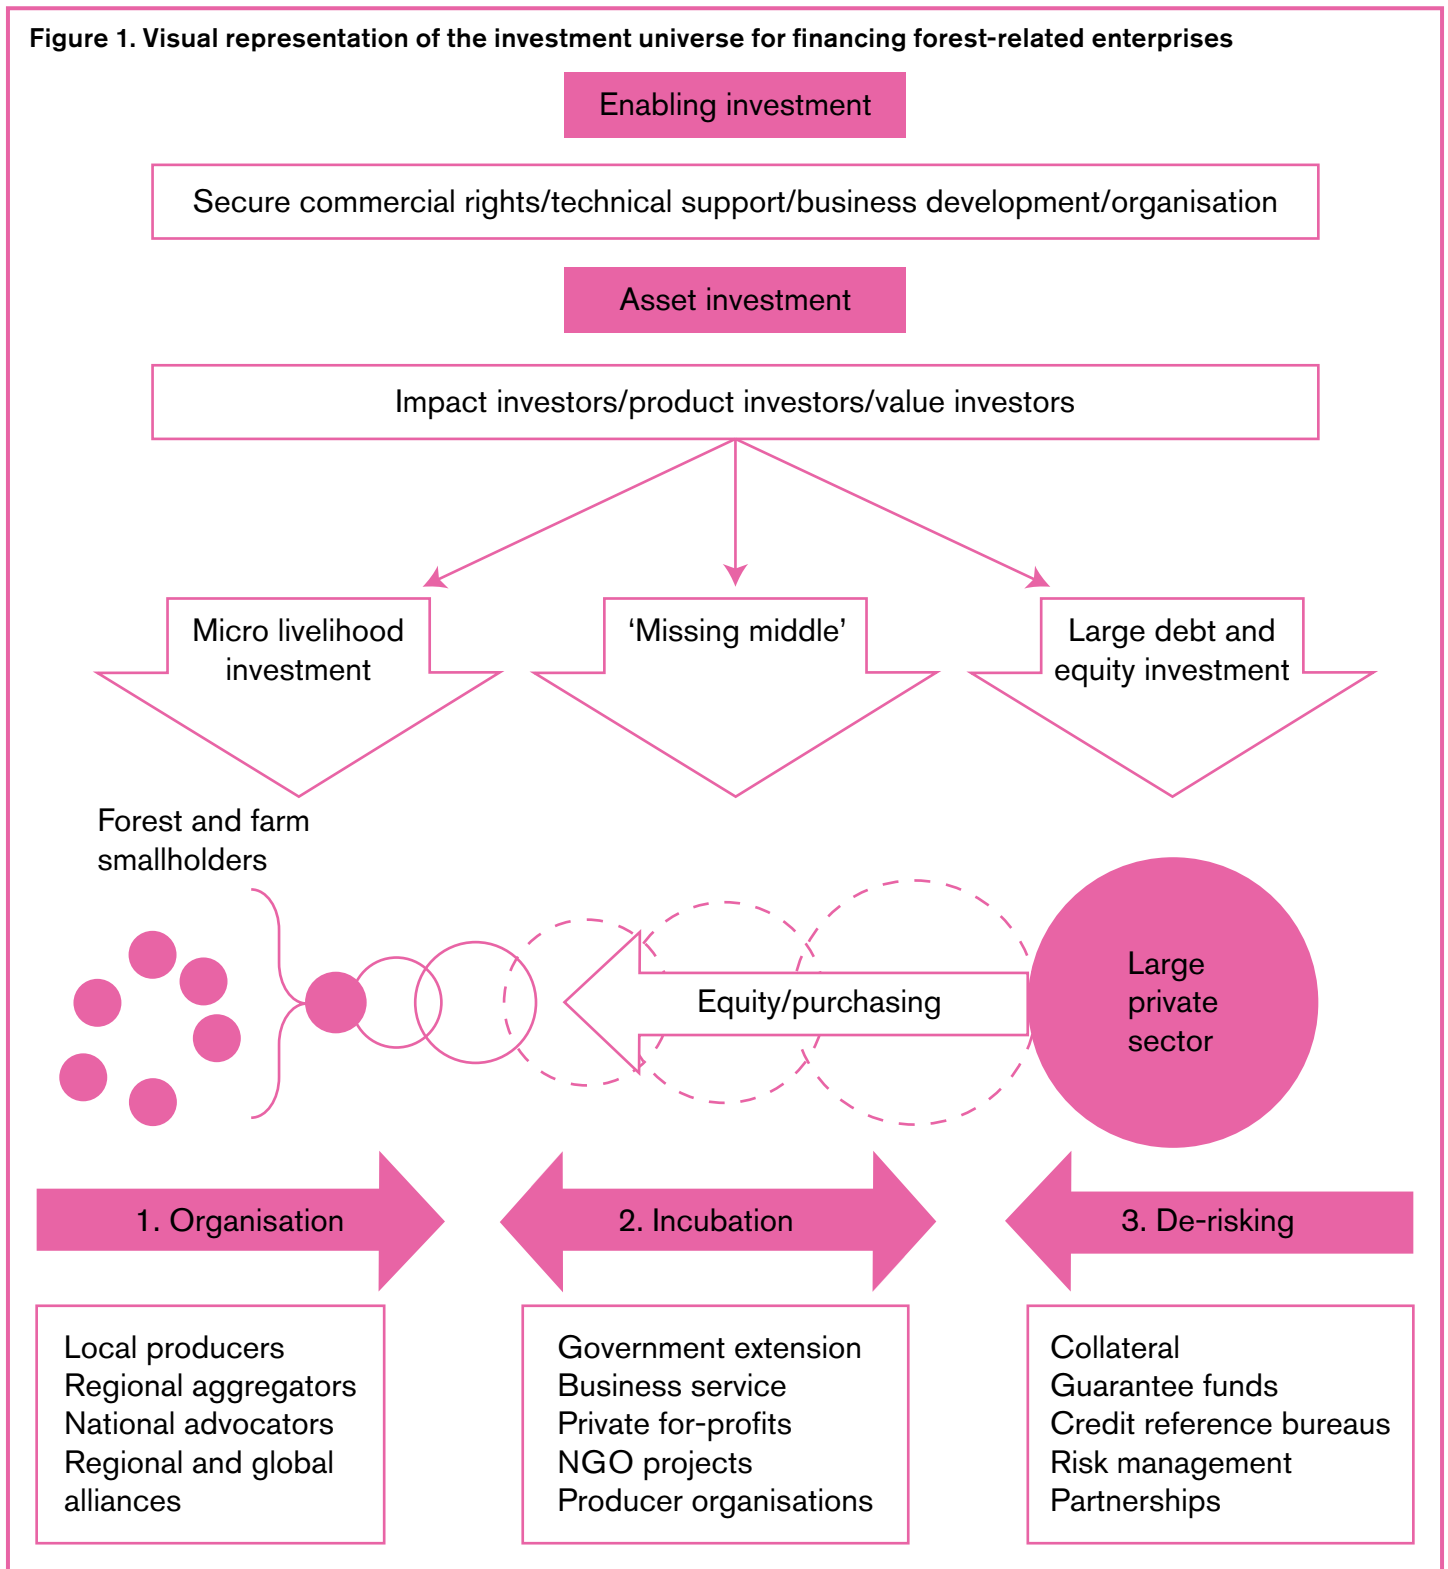 Figure 1. Visual representation of the investment universe for financing forest-related enterprises
Enabling investment
Secure commercial rights/technical support/business development/organisation
Asset investment
Impact investors/product investors/value investors
Micro livelihood
investment
‘Missing middle’
Large debt and
equity investment
Forest and farm
smallholders
Equity/purchasing
Large
private
sector
1. Organisation
2. Incubation
3. De-risking
Local producers
Regional aggregators
National advocators
Regional and global
alliances
Government extension
Business service
Private for-profits
NGO projects
Producer organisations
Collateral
Guarantee funds
Credit reference bureaus
Risk management
Partnerships